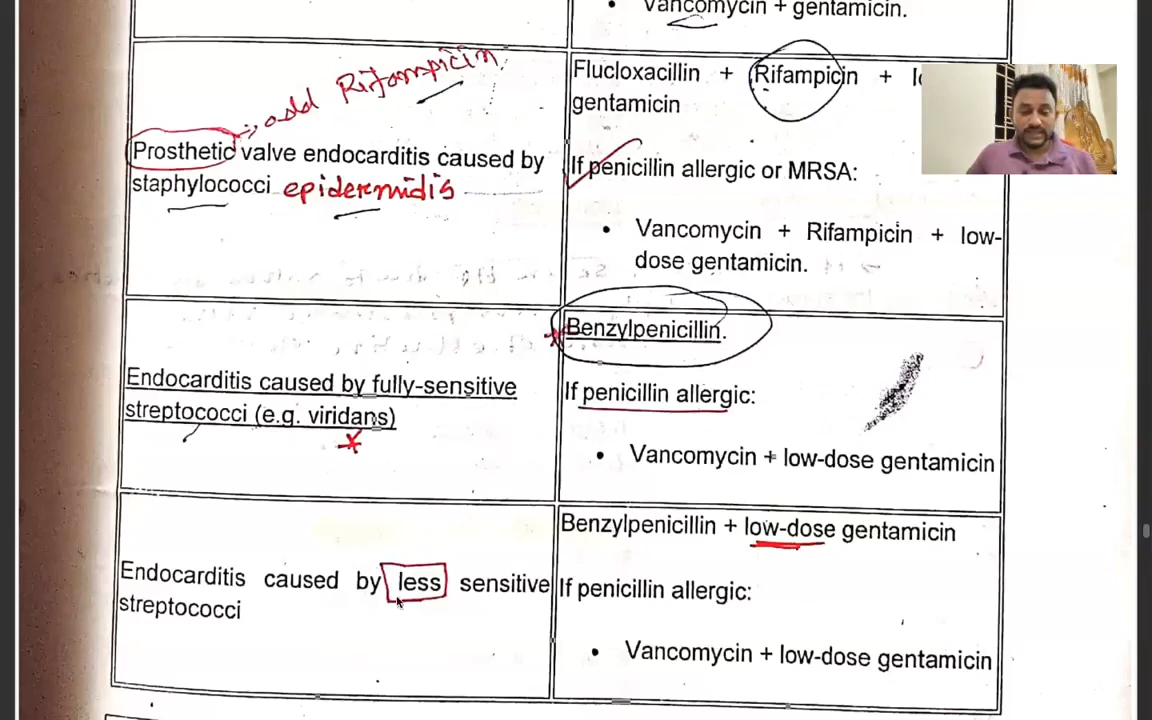 Vancomycin + gentamicin.
add Rifampicin
Prosthetic valve endocarditis caused by
staphylococci epidermidis
Flucloxacillin + Rifampicin +
gentamicin
If penicillin allergic or MRSA:
Vancomycin + Rifampicin + low-
dose gentamicin.
Endocarditis caused by fully-sensitive
streptococci (e.g. viridans)
Benzylpenicillin.
If penicillin allergic:
Vancomycin + low-dose gentamicin
Endocarditis caused by less sensitive
streptococci
Benzylpenicillin + low-dose gentamicin
If penicillin allergic:
Vancomycin + low-dose gentamicin